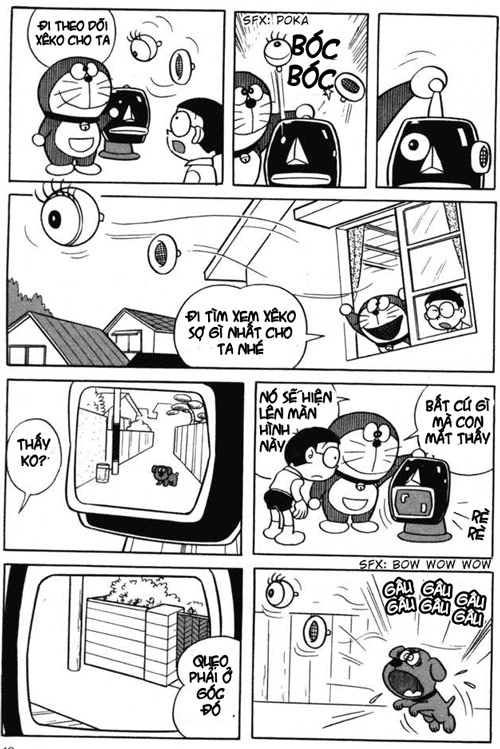 SFX: POKA
BÓC
BÓC
ĐI THEO DÕI
XÊKO CHO TA
ĐI TÌM XEM XÊKO
SỢ GÌ NHẤT CHO
TA NHÉ
BẤT CỨ GÌ
MÀ CON
MẮT THẤY
NÓ SẼ HIỆN
LÊN MÀN
HÌNH
NÀY
RÈ
RÈ
THẤY
KO?
SFX: BOW WOW WOW
GÂU GÂU GÂU
GÂU GÂU GÂU
QUẸO
PHẢI Ở
GÓC
ĐÓ